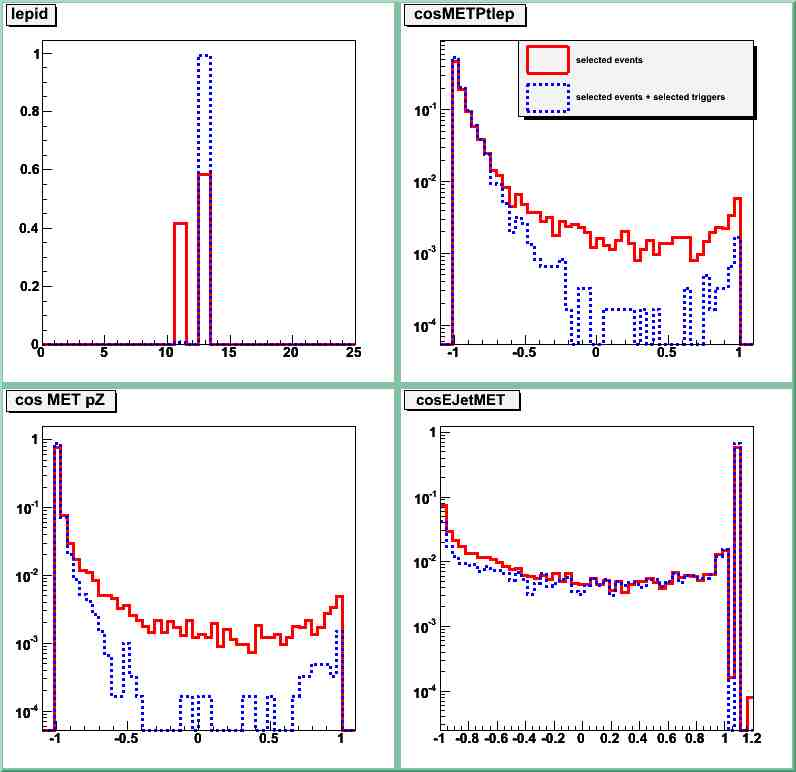 lepid
1
0.8
0.6
0.4
0.2
0
0 5 10 15 20 25
cosMETPtlep
selected events
selected events + selected triggers
10-1
10-2
10-3
10-4
-1 -0.5 0 0.5 1
cos MET pZ
1
10-1
10-2
10-3
10-4
-1 -0.5 0 0.5 1
cosEJetMET
1
10-1
10-2
10-3
10-4
-1 -0.8 -0.6 -0.4 -0.2 0 0.2 0.4 0.6 0.8 1 1.2